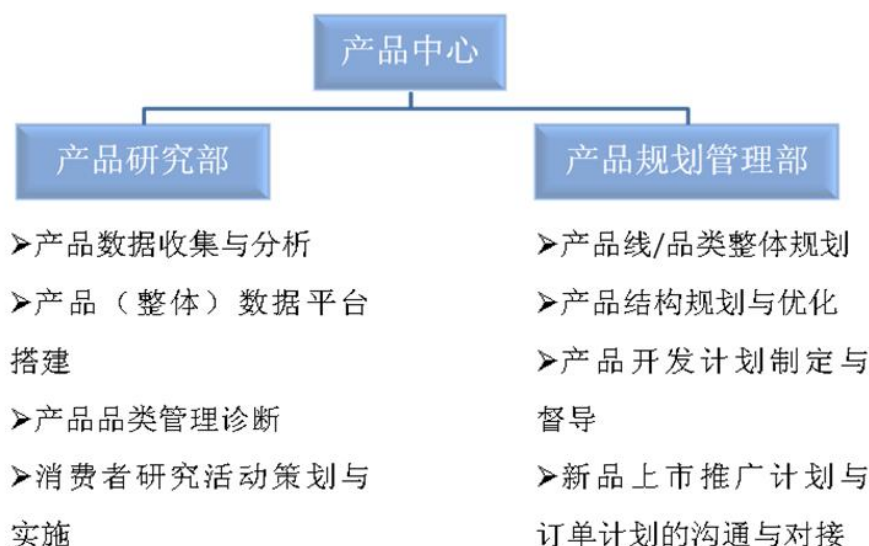 产品中心
产品研究部
➢产品数据收集与分析
➢产品（整体）数据平台
搭建
➢产品品类管理诊断
➢消费者研究活动策划与
实施
产品规划管理部
➢产品线/品类整体规划
➢产品结构规划与优化
➢产品开发计划制定与
督导
➢新品上市推广计划与
订单计划的沟通与对接